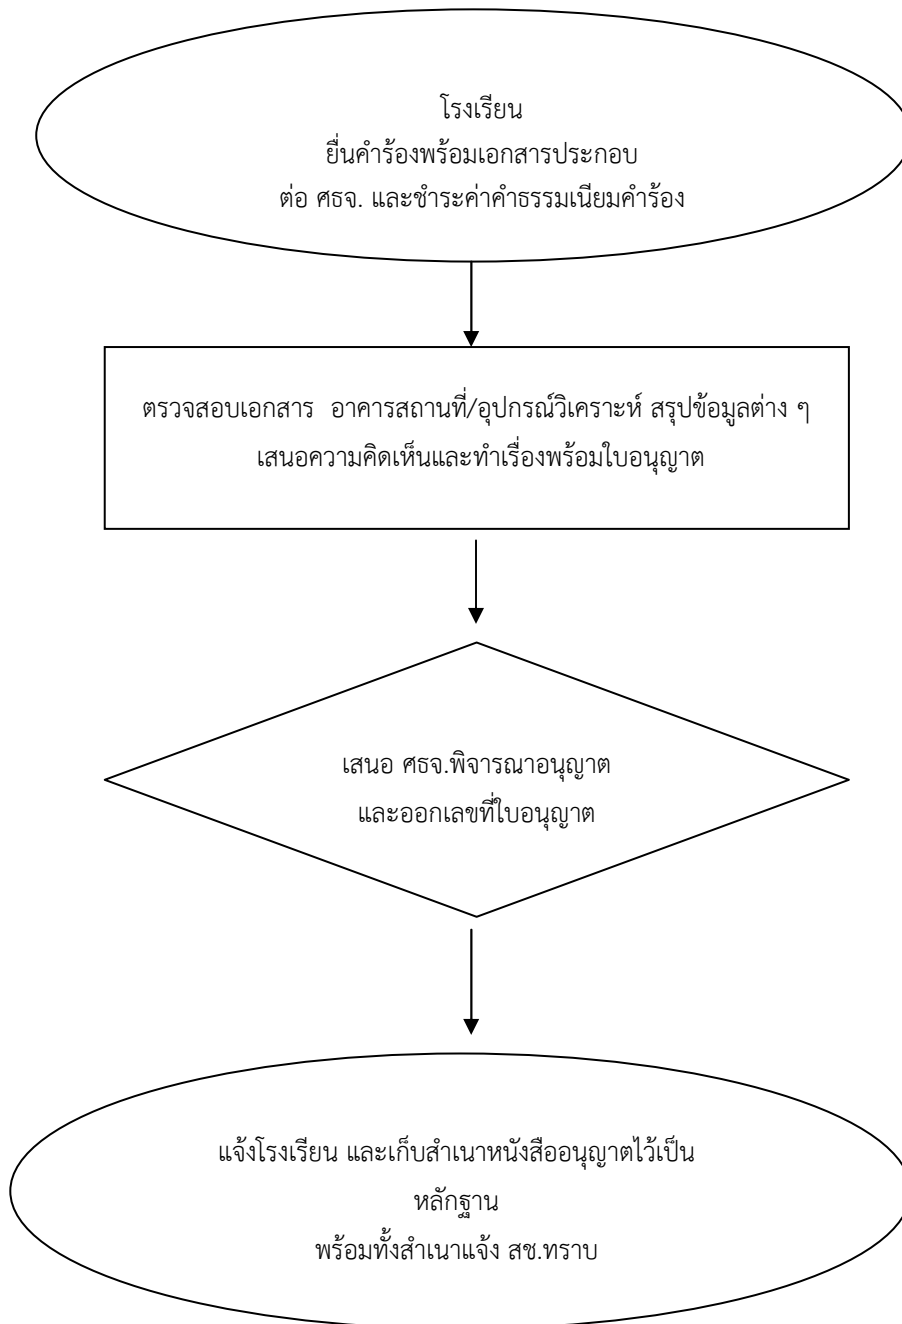 โรงเรียน
ยื่นคำร้องพร้อมเอกสารประกอบ
ต่อ ศธจ. และชำระค่าคำธรรมเนียมคำร้อง
ตรวจสอบเอกสาร อาคารสถานที่/อุปกรณ์วิเคราะห์ สรุปข้อมูลต่าง ๆ
เสนอความคิดเห็นและทำเรื่องพร้อมใบอนุญาต
เสนอ ศธจ.พิจารณาอนุญาต
และออกเลขที่ใบอนุญาต
แจ้งโรงเรียน และเก็บสำเนาหนังสืออนุญาตไว้เป็น
หลักฐาน
พร้อมทั้งสำเนาแจ้ง สช.ทราบ